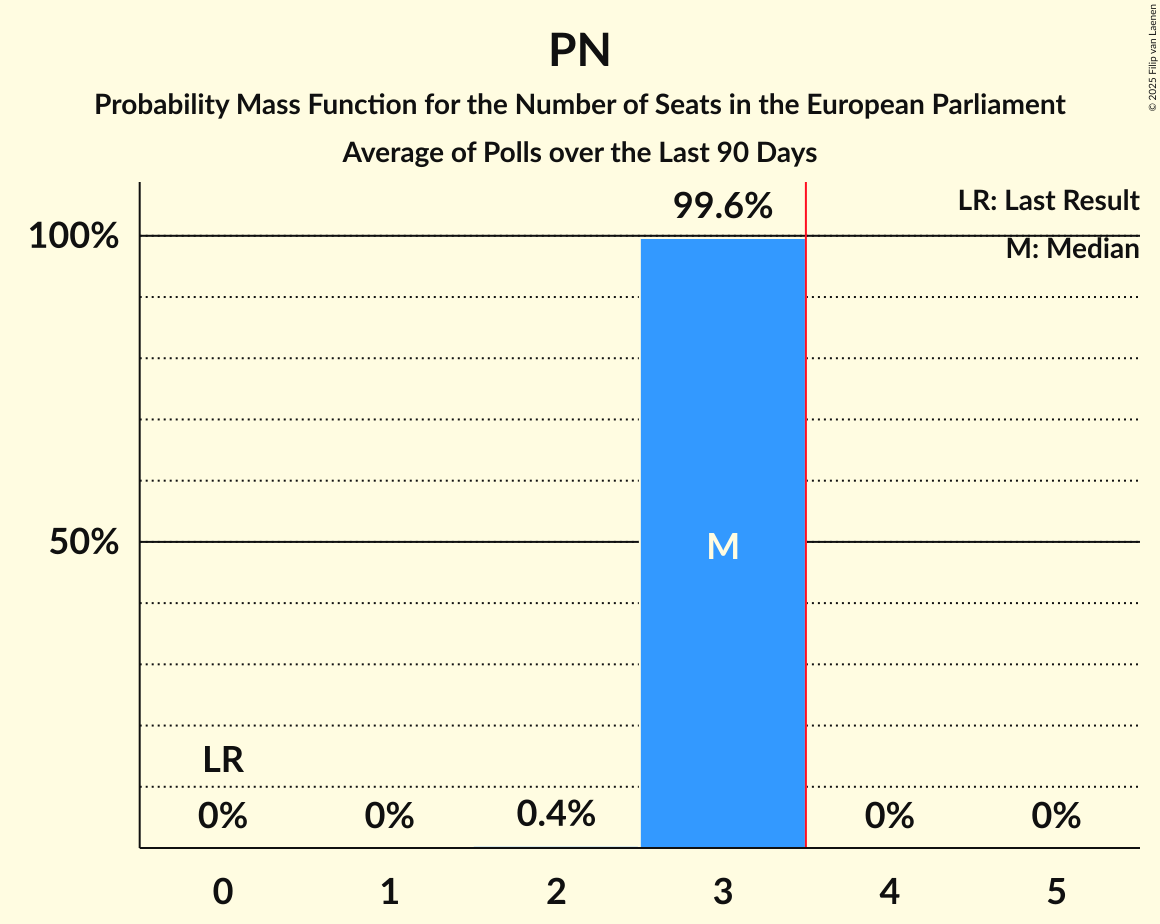 PN
Probability Mass Function for the Number of Seats in the European Parliament
Average of Polls over the Last 90 Days
© 2025 Filip van Laenen
LR: Last Result
M: Median
99.6%
100%
50%
M
LR
0%
0%
0.4%
0%
0%
0
1
2
3
4
5